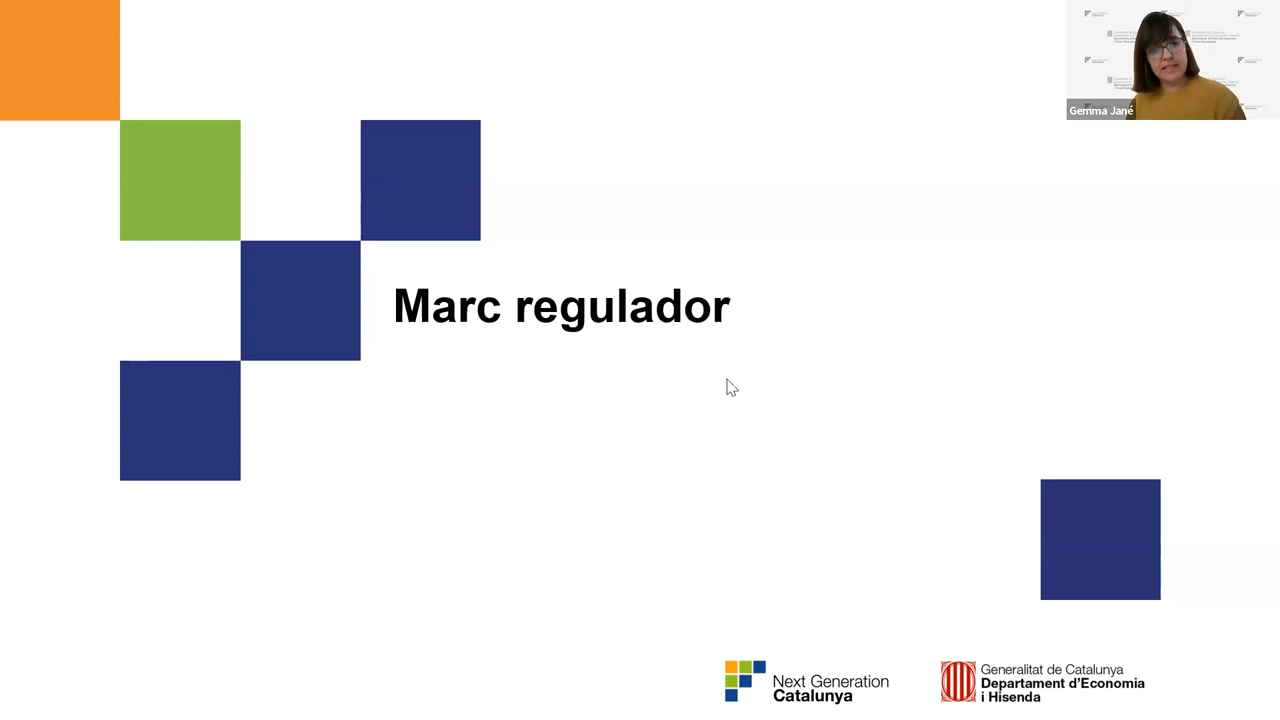 Gemma Jané
Marc regulador
Next Generation
Catalunya
Generalitat de Catalunya
Departament d'Economia
i Hisenda